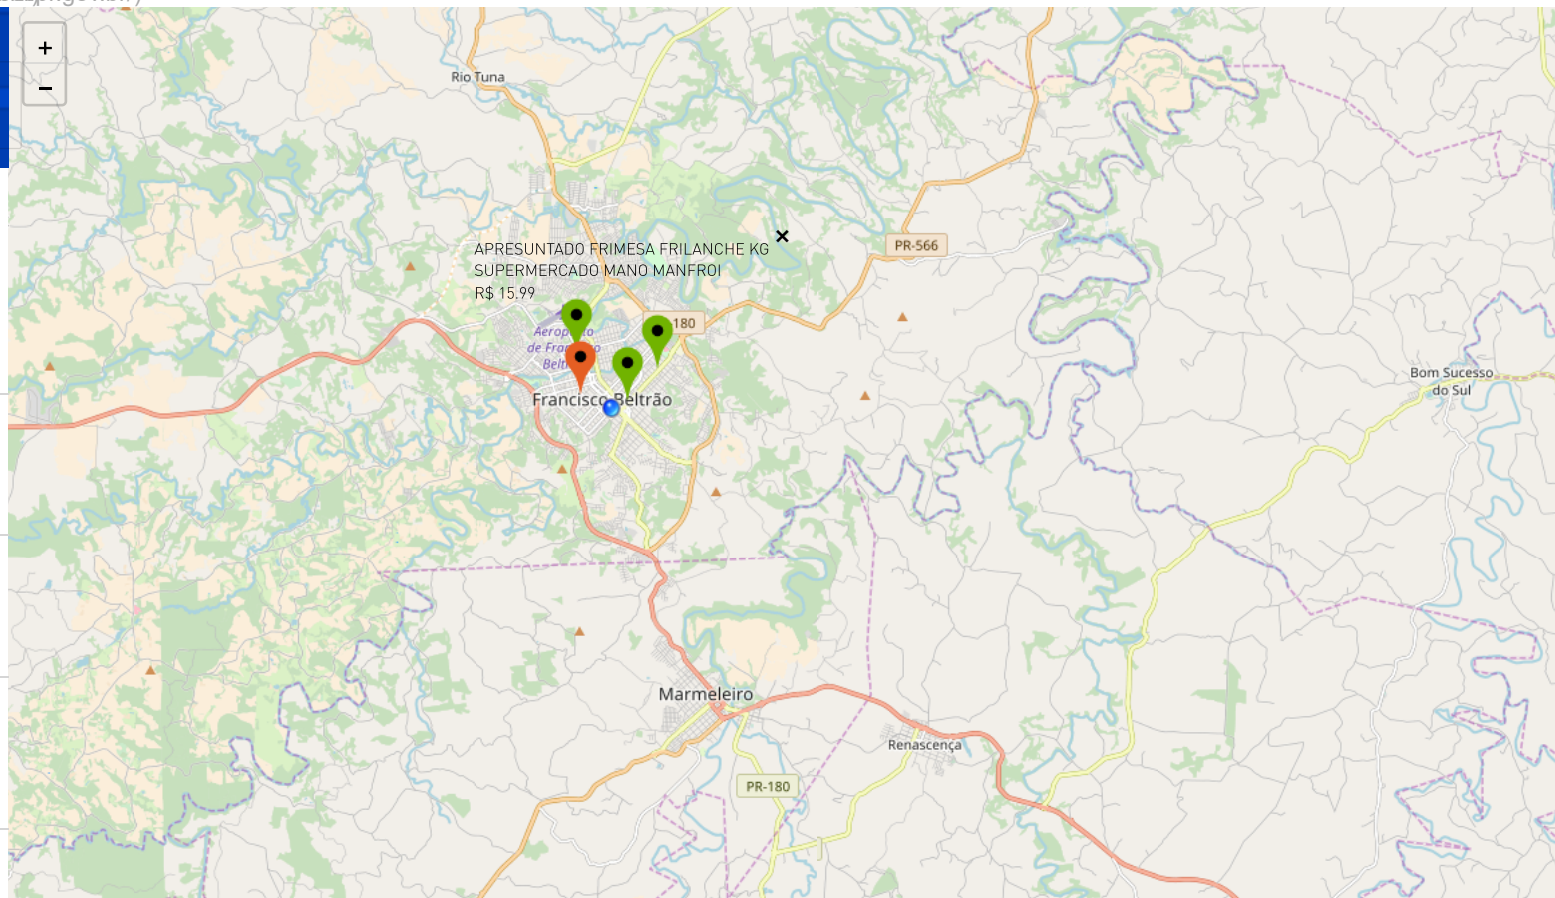 +
−
Rio Tuna
APRESUNTADO FRIMESA FRILANCHE KG
SUPERMERCADO MANO MANFROI
R$ 15.99
×
PR-566
180
de
Francisco Beltrão
Bom Sucesso
do Sul
Marmeleiro
Renascença
PR-180